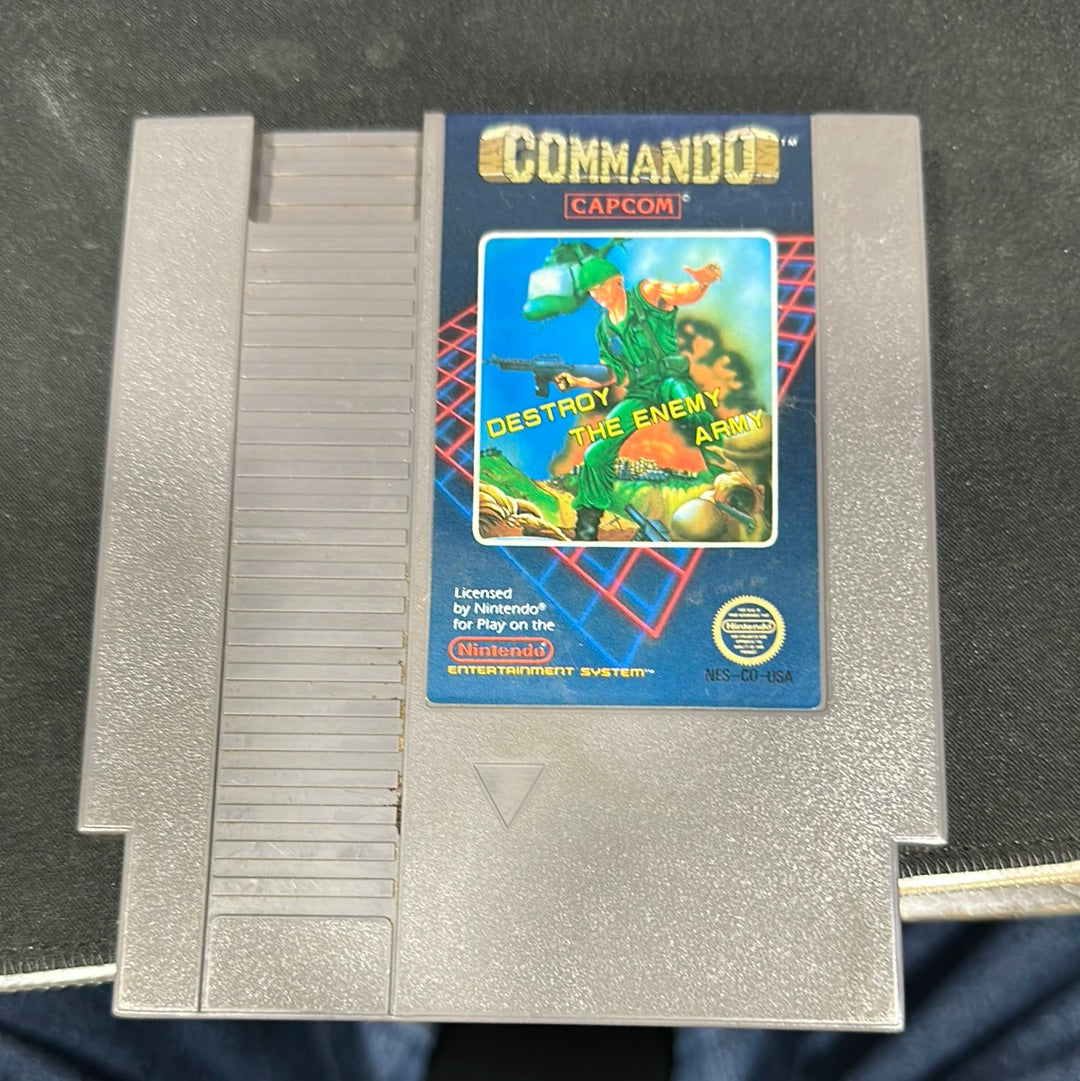 COMMANDO™
CAPCOM©
DESTROY
THE ENEMY
ARMY
Licensed
by Nintendo®
for Play on the
Nintendo®
ENTERTAINMENT SYSTEM™
Nintendo
NES-CO-USA